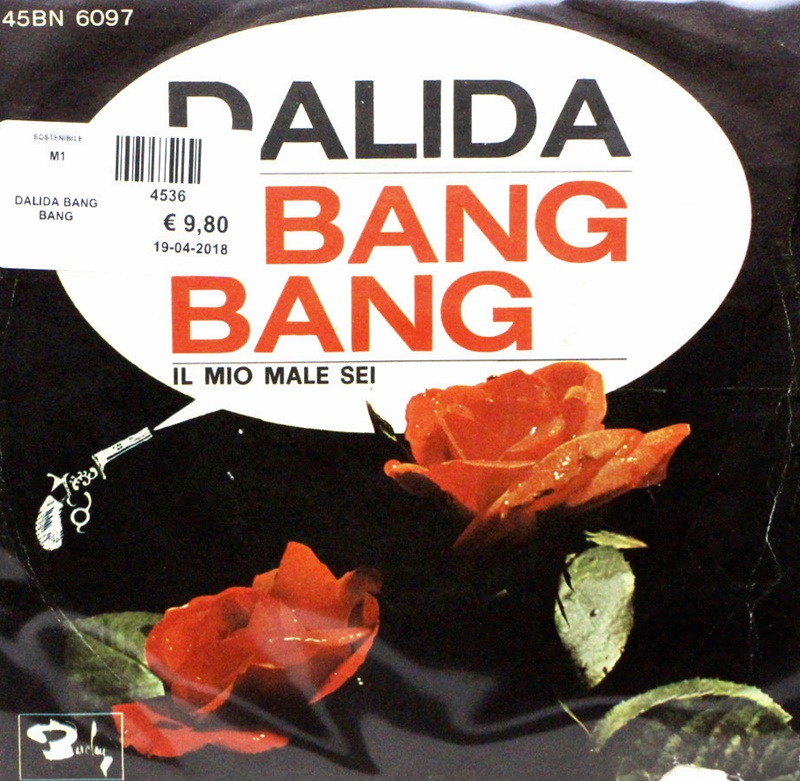 45BN 6097
DALIDA
BANG
BANG
IL MIO MALE SEI
SOSTENIBILE
M1
4536
DALIDA BANG
BANG
€ 9,80
19-04-2018
Barclay